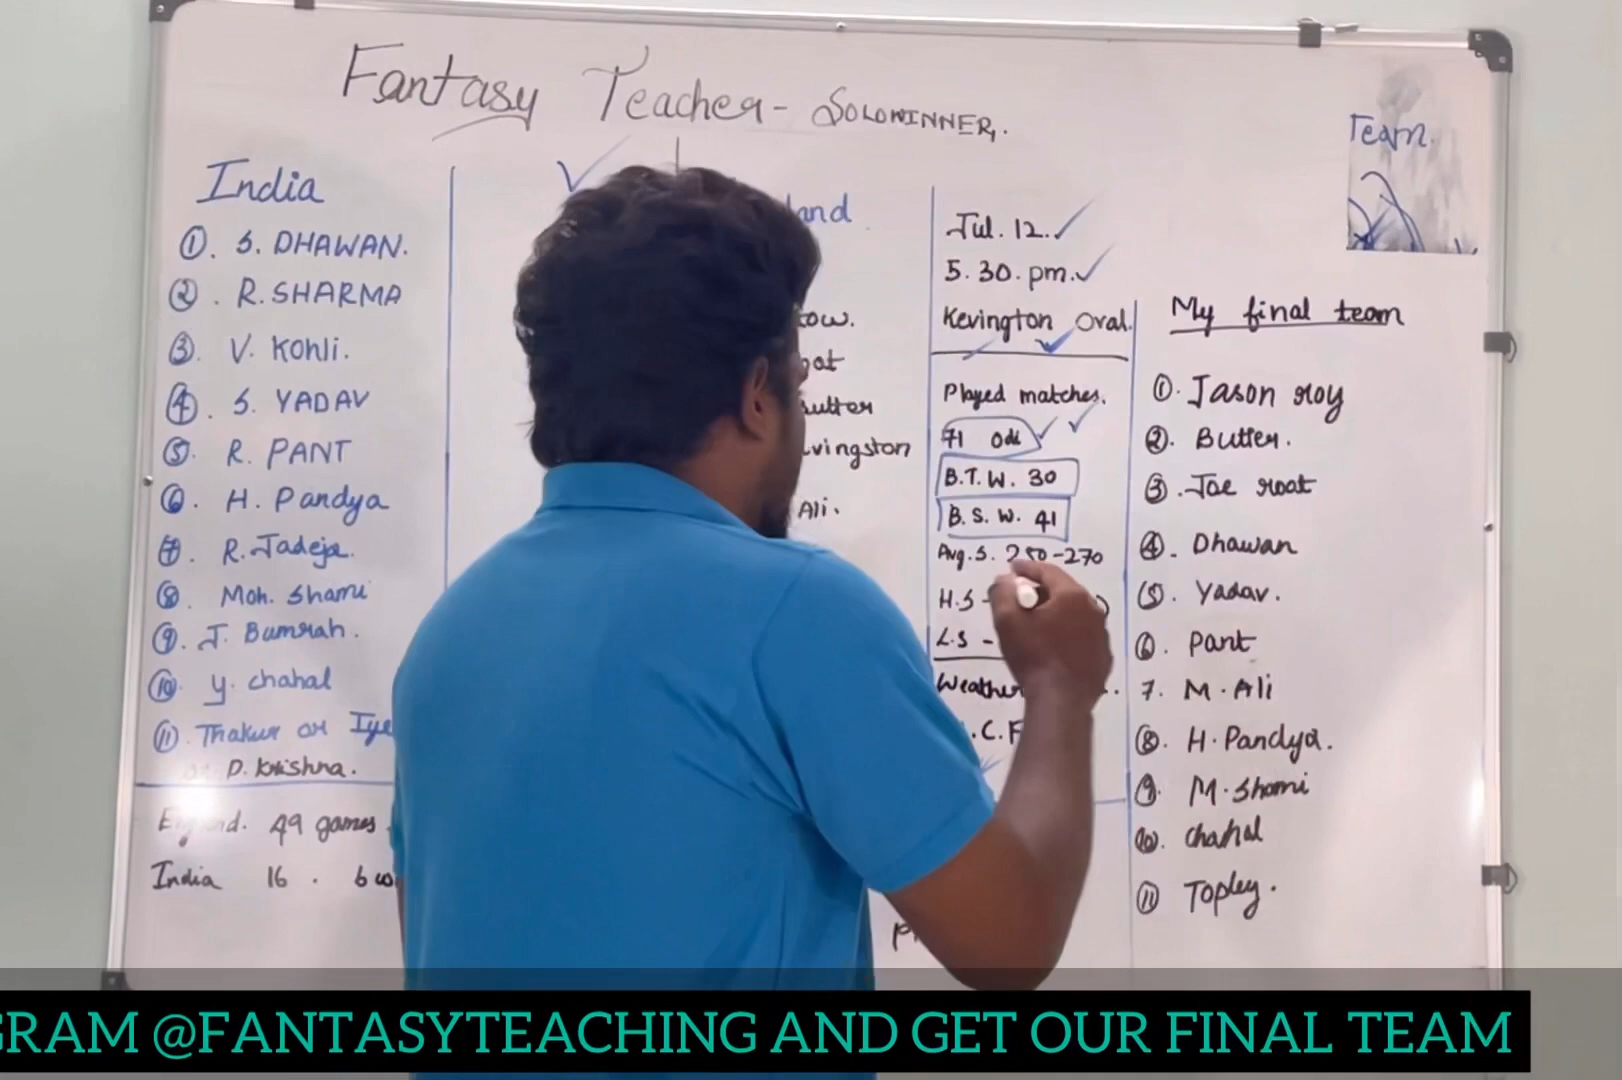 Fantasy Teacher - SOLOWINNER.
Team.
India
①. S. DHAWAN.
②. R. SHARMA
③. V. Kohli.
④. S. YADAV
⑤. R. PANT
⑥. H. Pandya
⑦. R. Jadeja.
⑧. Moh. Shami
⑨. J. Bumrah.
⑩. Y. chahal
⑪. Thakur or Iye
P. Krishna.
England. 49 games
India 16 . 6 w
land
ow.
oot
utter
vingston
Ali.
Jul. 12.
5. 30. pm.
Kevington Oval.
Played matches.
71 Odi
B.T.W. 30
B.S.W. 41
Avg.S. 250-270
H.S -
L.S -
Weather
.C.F
My final team
①. Jason roy
②. Butter.
③. Joe root
④. Dhawan
⑤. Yadav.
⑥. Pant
7. M. Ali
⑧. H. Pandya.
⑨. M. Shami
⑩. chahal
⑪ Topley.
GRAM @FANTASYTEACHING AND GET OUR FINAL TEAM